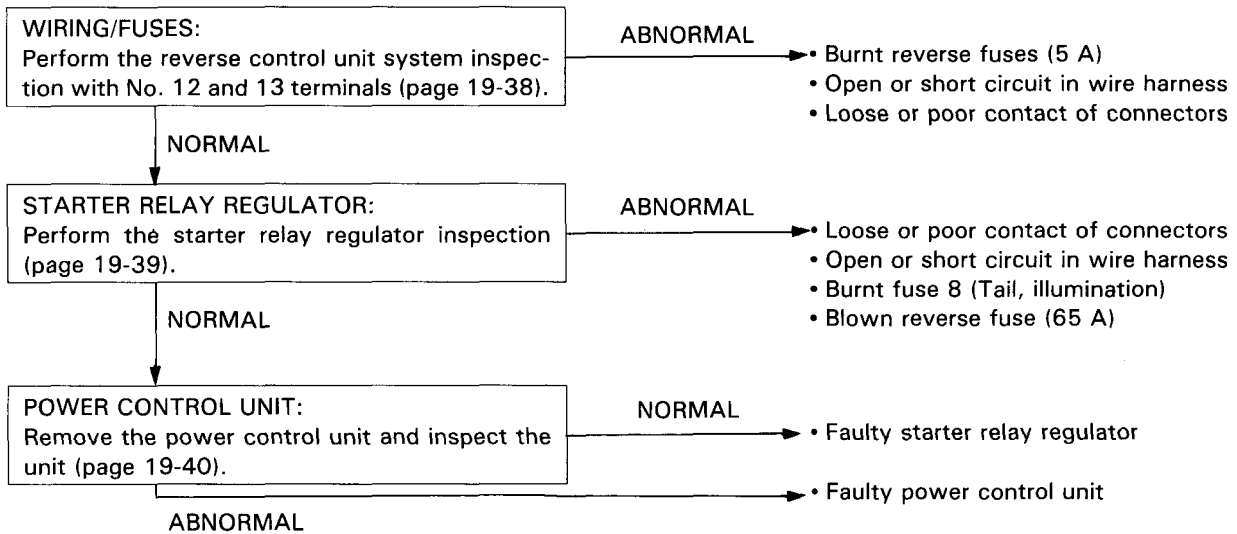 WIRING/FUSES:
Perform the reverse control unit system inspec-
tion with No. 12 and 13 terminals (page 19-38).
ABNORMAL
• Burnt reverse fuses (5 A)
• Open or short circuit in wire harness
• Loose or poor contact of connectors
NORMAL
STARTER RELAY REGULATOR:
Perform the starter relay regulator inspection
(page 19-39).
ABNORMAL
• Loose or poor contact of connectors
• Open or short circuit in wire harness
• Burnt fuse 8 (Tail, illumination)
• Blown reverse fuse (65 A)
NORMAL
POWER CONTROL UNIT:
Remove the power control unit and inspect the
unit (page 19-40).
NORMAL
• Faulty starter relay regulator
• Faulty power control unit
ABNORMAL